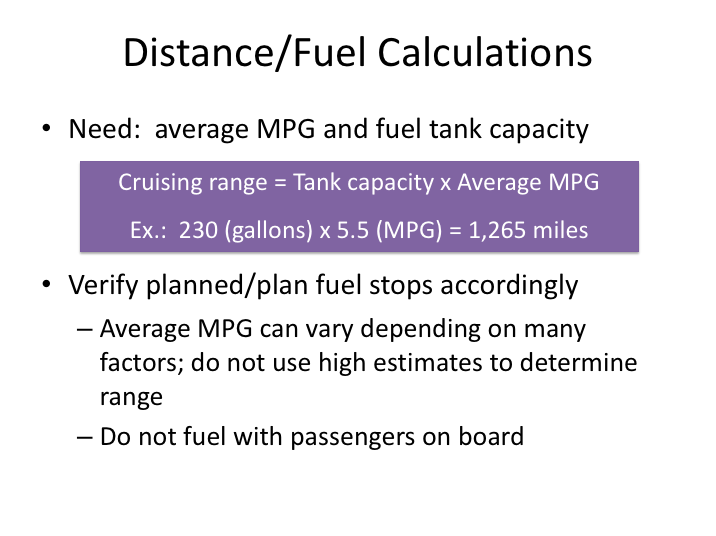 Distance/Fuel Calculations
• Need:  average MPG and fuel tank capacity
Cruising range = Tank capacity x Average MPG
Ex.:  230 (gallons) x 5.5 (MPG) = 1,265 miles
• Verify planned/plan fuel stops accordingly
– Average MPG can vary depending on many
factors; do not use high estimates to determine
range
– Do not fuel with passengers on board